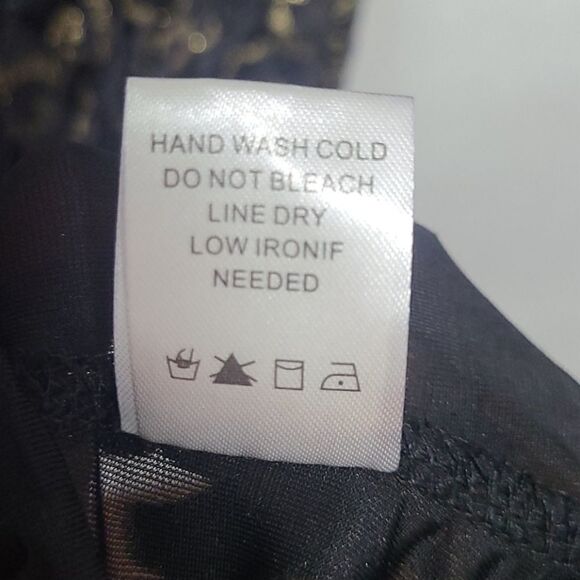 HAND WASH COLD
DO NOT BLEACH
LINE DRY
LOW IRONIF
NEEDED